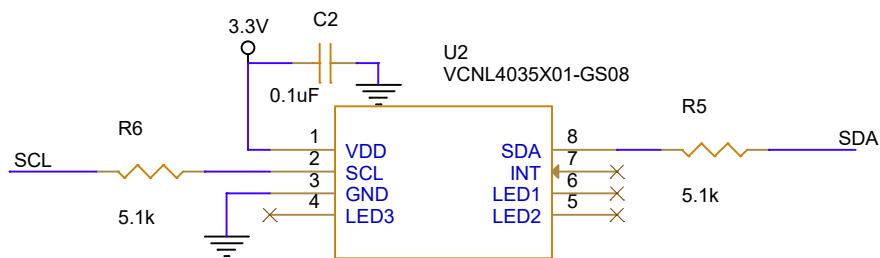 3.3V
C2
0.1uF
U2
VCNL4035X01-GS08
R6
SCL
5.1k
R5
SDA
5.1k
1 VDD
2 SCL
3 GND
4 LED3
SDA 8
INT 7
LED1 6
LED2 5